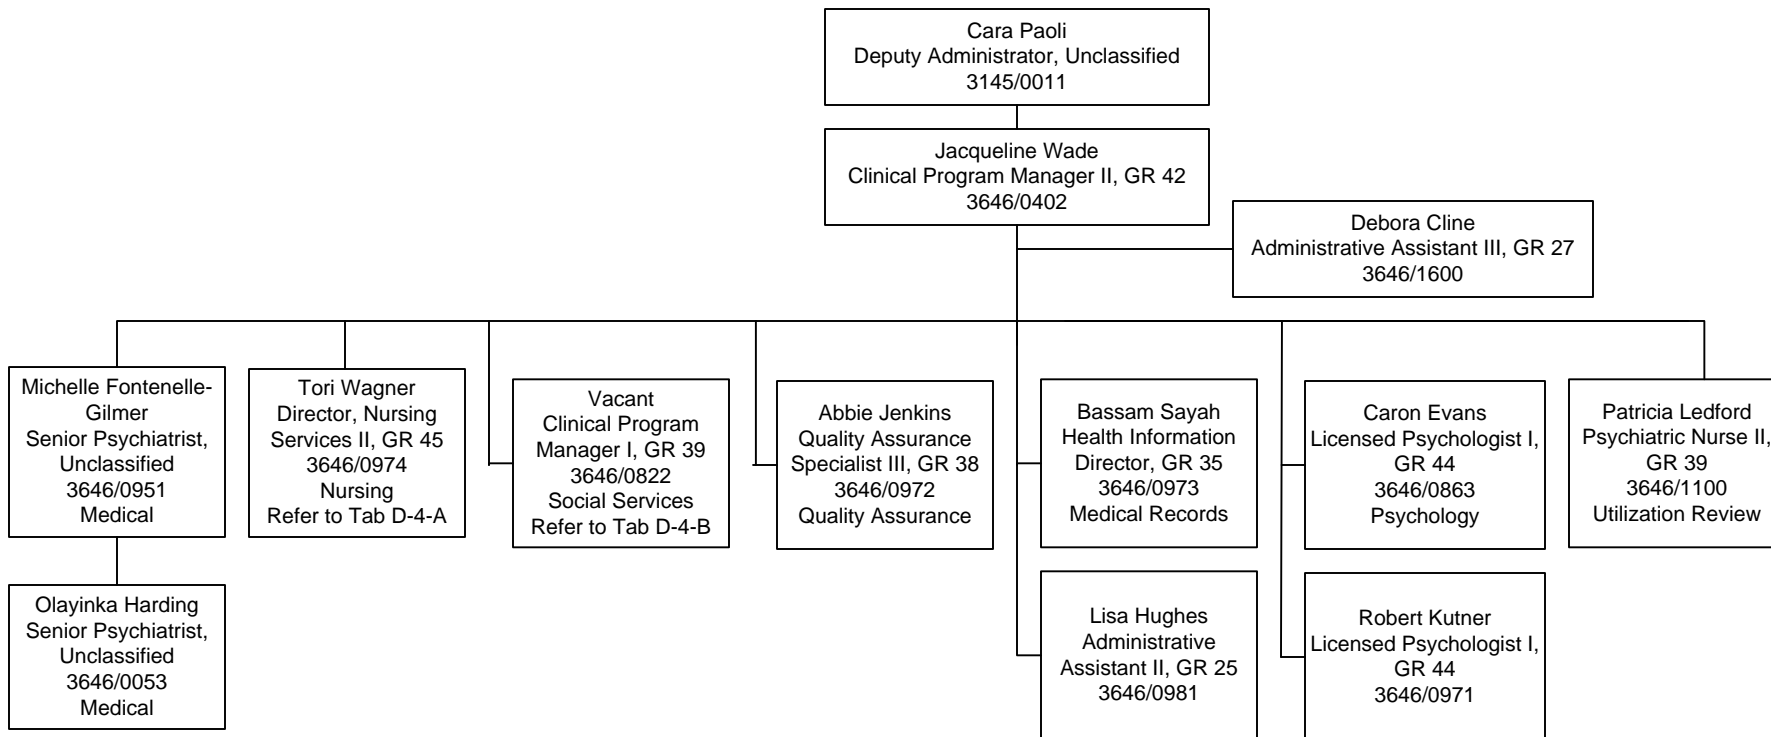 Cara Paoli
Deputy Administrator, Unclassified
3145/0011
Jacqueline Wade
Clinical Program Manager II, GR 42
3646/0402
Debora Cline
Administrative Assistant III, GR 27
3646/1600
Michelle Fontenelle-
Gilmer
Senior Psychiatrist,
Unclassified
3646/0951
Medical
Tori Wagner
Director, Nursing
Services II, GR 45
3646/0974
Nursing
Refer to Tab D-4-A
Vacant
Clinical Program
Manager I, GR 39
3646/0822
Social Services
Refer to Tab D-4-B
Abbie Jenkins
Quality Assurance
Specialist III, GR 38
3646/0972
Quality Assurance
Bassam Sayah
Health Information
Director, GR 35
3646/0973
Medical Records
Caron Evans
Licensed Psychologist I,
GR 44
3646/0863
Psychology
Patricia Ledford
Psychiatric Nurse II,
GR 39
3646/1100
Utilization Review
Olayinka Harding
Senior Psychiatrist,
Unclassified
3646/0053
Medical
Lisa Hughes
Administrative
Assistant II, GR 25
3646/0981
Robert Kutner
Licensed Psychologist I,
GR 44
3646/0971